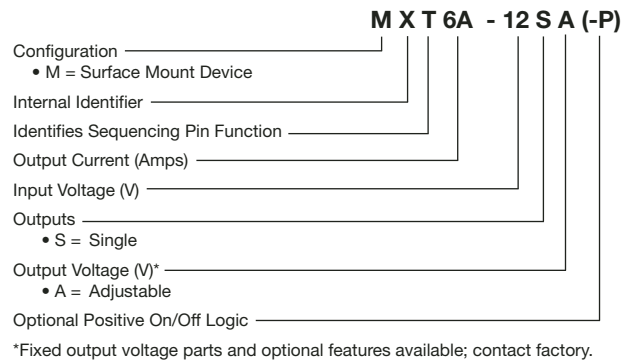 M X T 6A - 12 S A (-P)
Configuration
• M = Surface Mount Device
Internal Identifier
Identifies Sequencing Pin Function
Output Current (Amps)
Input Voltage (V)
Outputs
• S = Single
Output Voltage (V)*
• A = Adjustable
Optional Positive On/Off Logic
*Fixed output voltage parts and optional features available; contact factory.